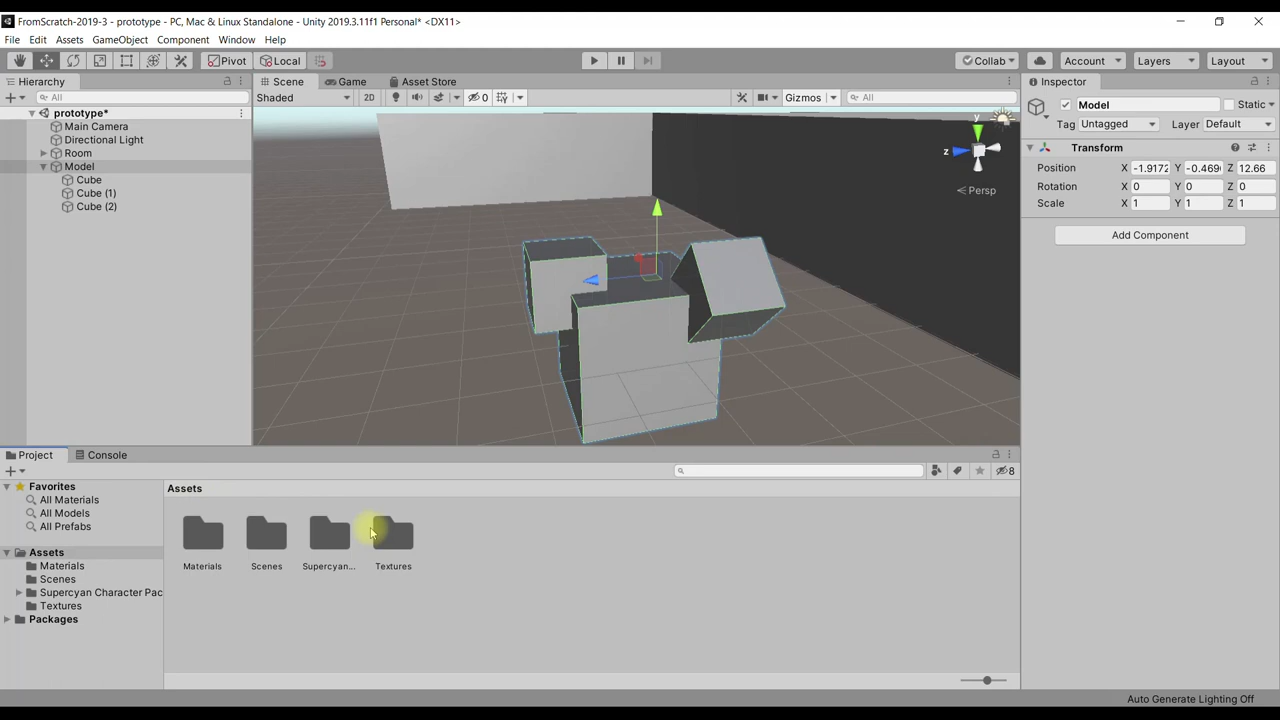 FromScratch-2019-3 - prototype - PC, Mac & Linux Standalone - Unity 2019.3.11f1 Personal* <DX11>
File Edit Assets GameObject Component Window Help
Pivot Local Collab Account Layers Layout
Hierarchy Scene Game Asset Store Inspector
All Shaded 2D 0 Gizmos All
prototype*
Main Camera
Directional Light
Room
Model
Cube
Cube (1)
Cube (2)
y
z
Persp
Model Static
Tag Untagged Layer Default
Transform
Position X -1.9172 Y -0.469 Z 12.66
Rotation X 0 Y 0 Z 0
Scale X 1 Y 1 Z 1
Add Component
Project Console
8
Favorites
All Materials
All Models
All Prefabs
Assets
Materials
Scenes
Supercyan Character Pac
Textures
Packages
Assets
Materials Scenes Supercyan... Textures
Auto Generate Lighting Off